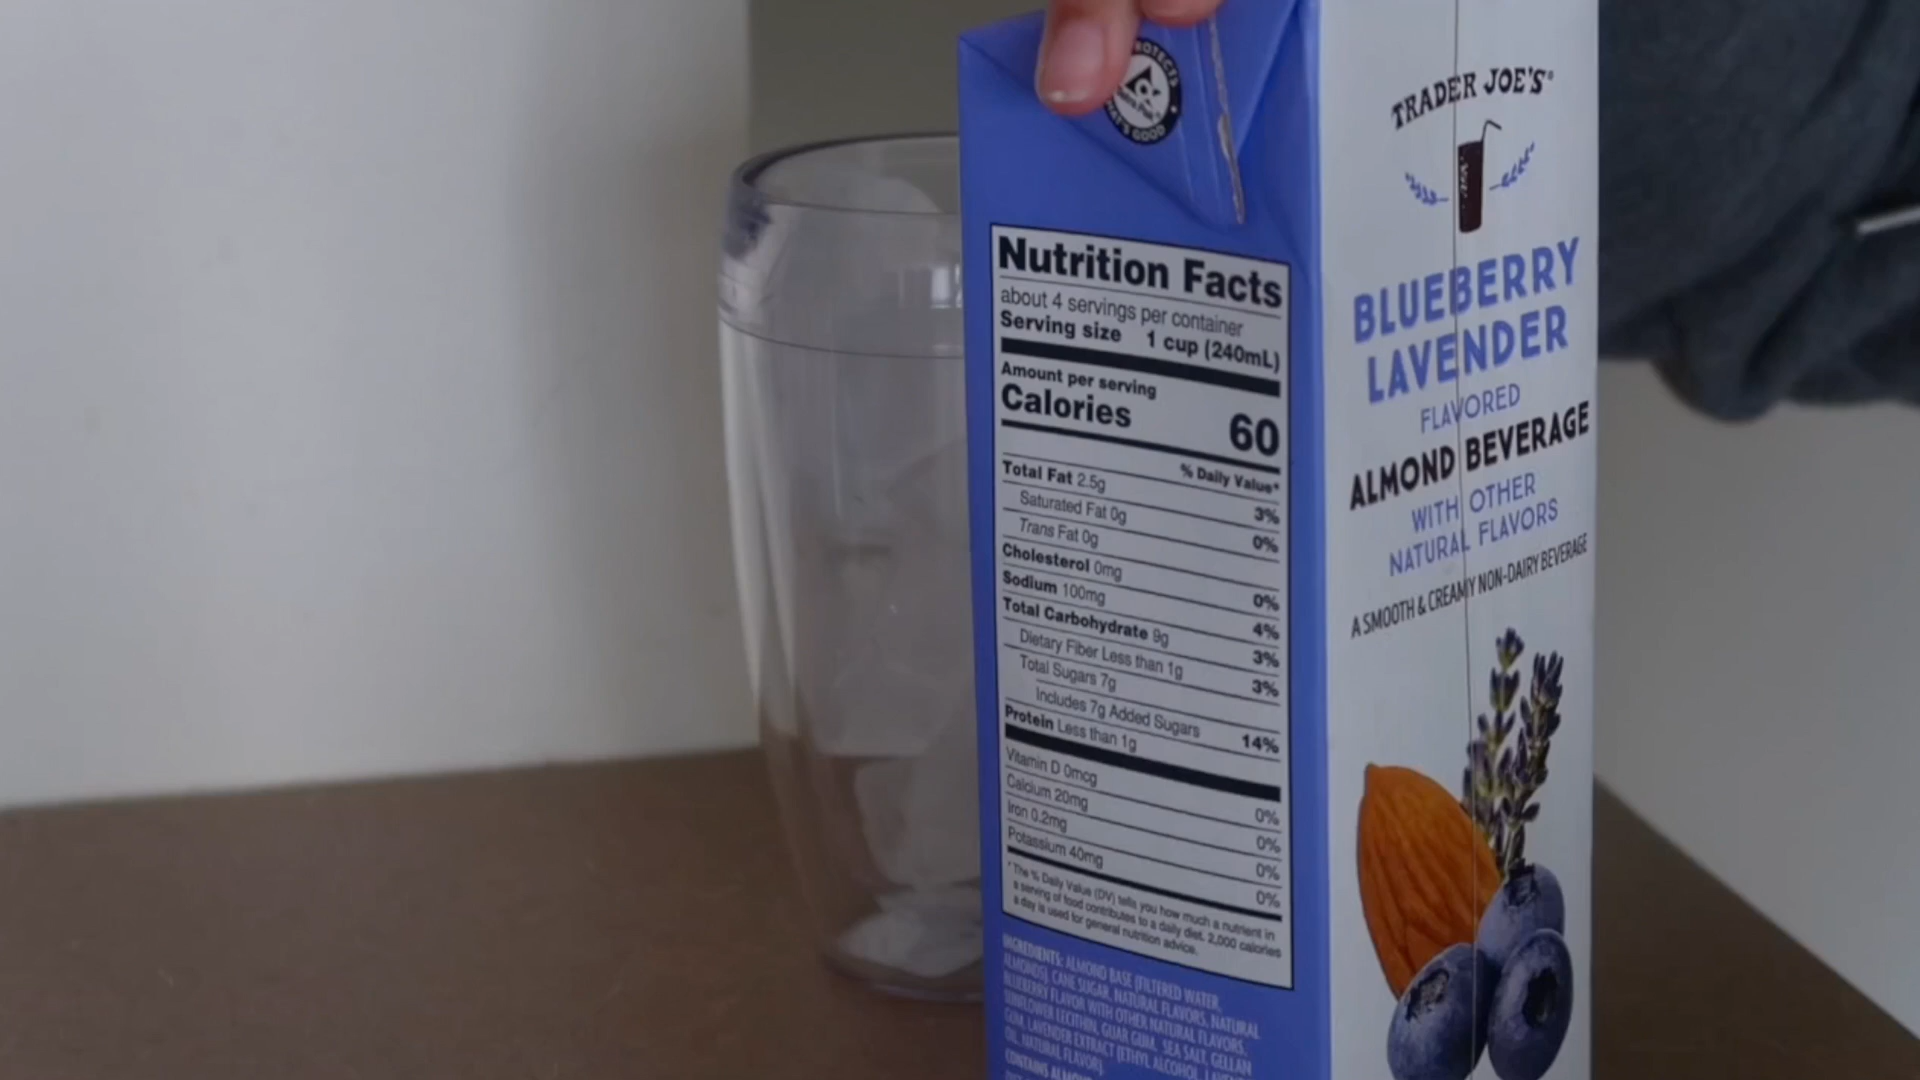 PROTECTS
WHAT'S GOOD
Nutrition Facts
about 4 servings per container
Serving size 1 cup (240mL)
Amount per serving
Calories 60
% Daily Value*
Total Fat 2.5g 3%
Saturated Fat 0g 0%
Trans Fat 0g
Cholesterol 0mg 0%
Sodium 100mg 4%
Total Carbohydrate 9g 3%
Dietary Fiber Less than 1g 3%
Total Sugars 7g
Includes 7g Added Sugars 14%
Protein Less than 1g
Vitamin D 0mcg 0%
Calcium 20mg 0%
Iron 0.2mg 0%
Potassium 40mg 0%
*The % Daily Value (DV) tells you how much a nutrient in
a serving of food contributes to a daily diet. 2,000 calories
a day is used for general nutrition advice.
INGREDIENTS: ALMOND BASE (FILTERED WATER,
ALMONDS), CANE SUGAR, NATURAL FLAVORS, NATURAL
BLUEBERRY FLAVOR WITH OTHER NATURAL FLAVORS,
SUNFLOWER LECITHIN, GUAR GUM, SEA SALT, GELLAN
GUM, LAVENDER EXTRACT (ETHYL ALCOHOL, LAVENDER
OIL, NATURAL FLAVOR).
CONTAINS ALMOND
TRADER JOE'S®
BLUEBERRY
LAVENDER
FLAVORED
ALMOND BEVERAGE
WITH OTHER
NATURAL FLAVORS
A SMOOTH & CREAMY NON-DAIRY BEVERAGE